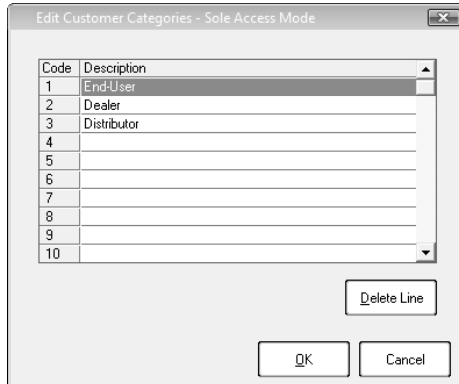 Edit Customer Categories - Sole Access Mode
Code Description
1 End-User
2 Dealer
3 Distributor
4
5
6
7
8
9
10
Delete Line
OK Cancel